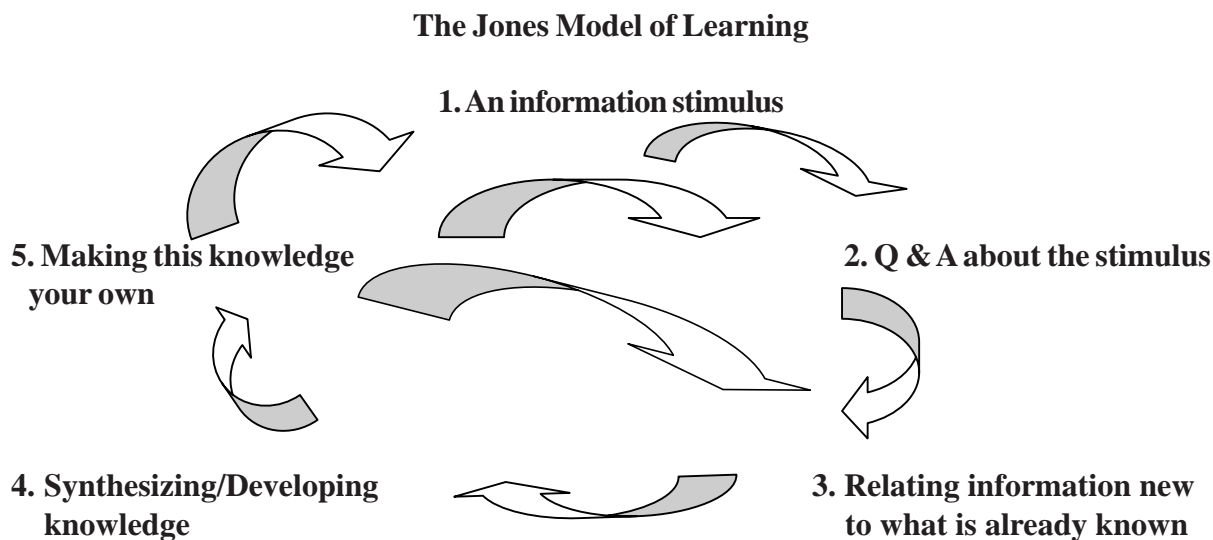 The Jones Model of Learning
1. An information stimulus
5. Making this knowledge
your own
2. Q & A about the stimulus
4. Synthesizing/Developing
knowledge
3. Relating information new
to what is already known